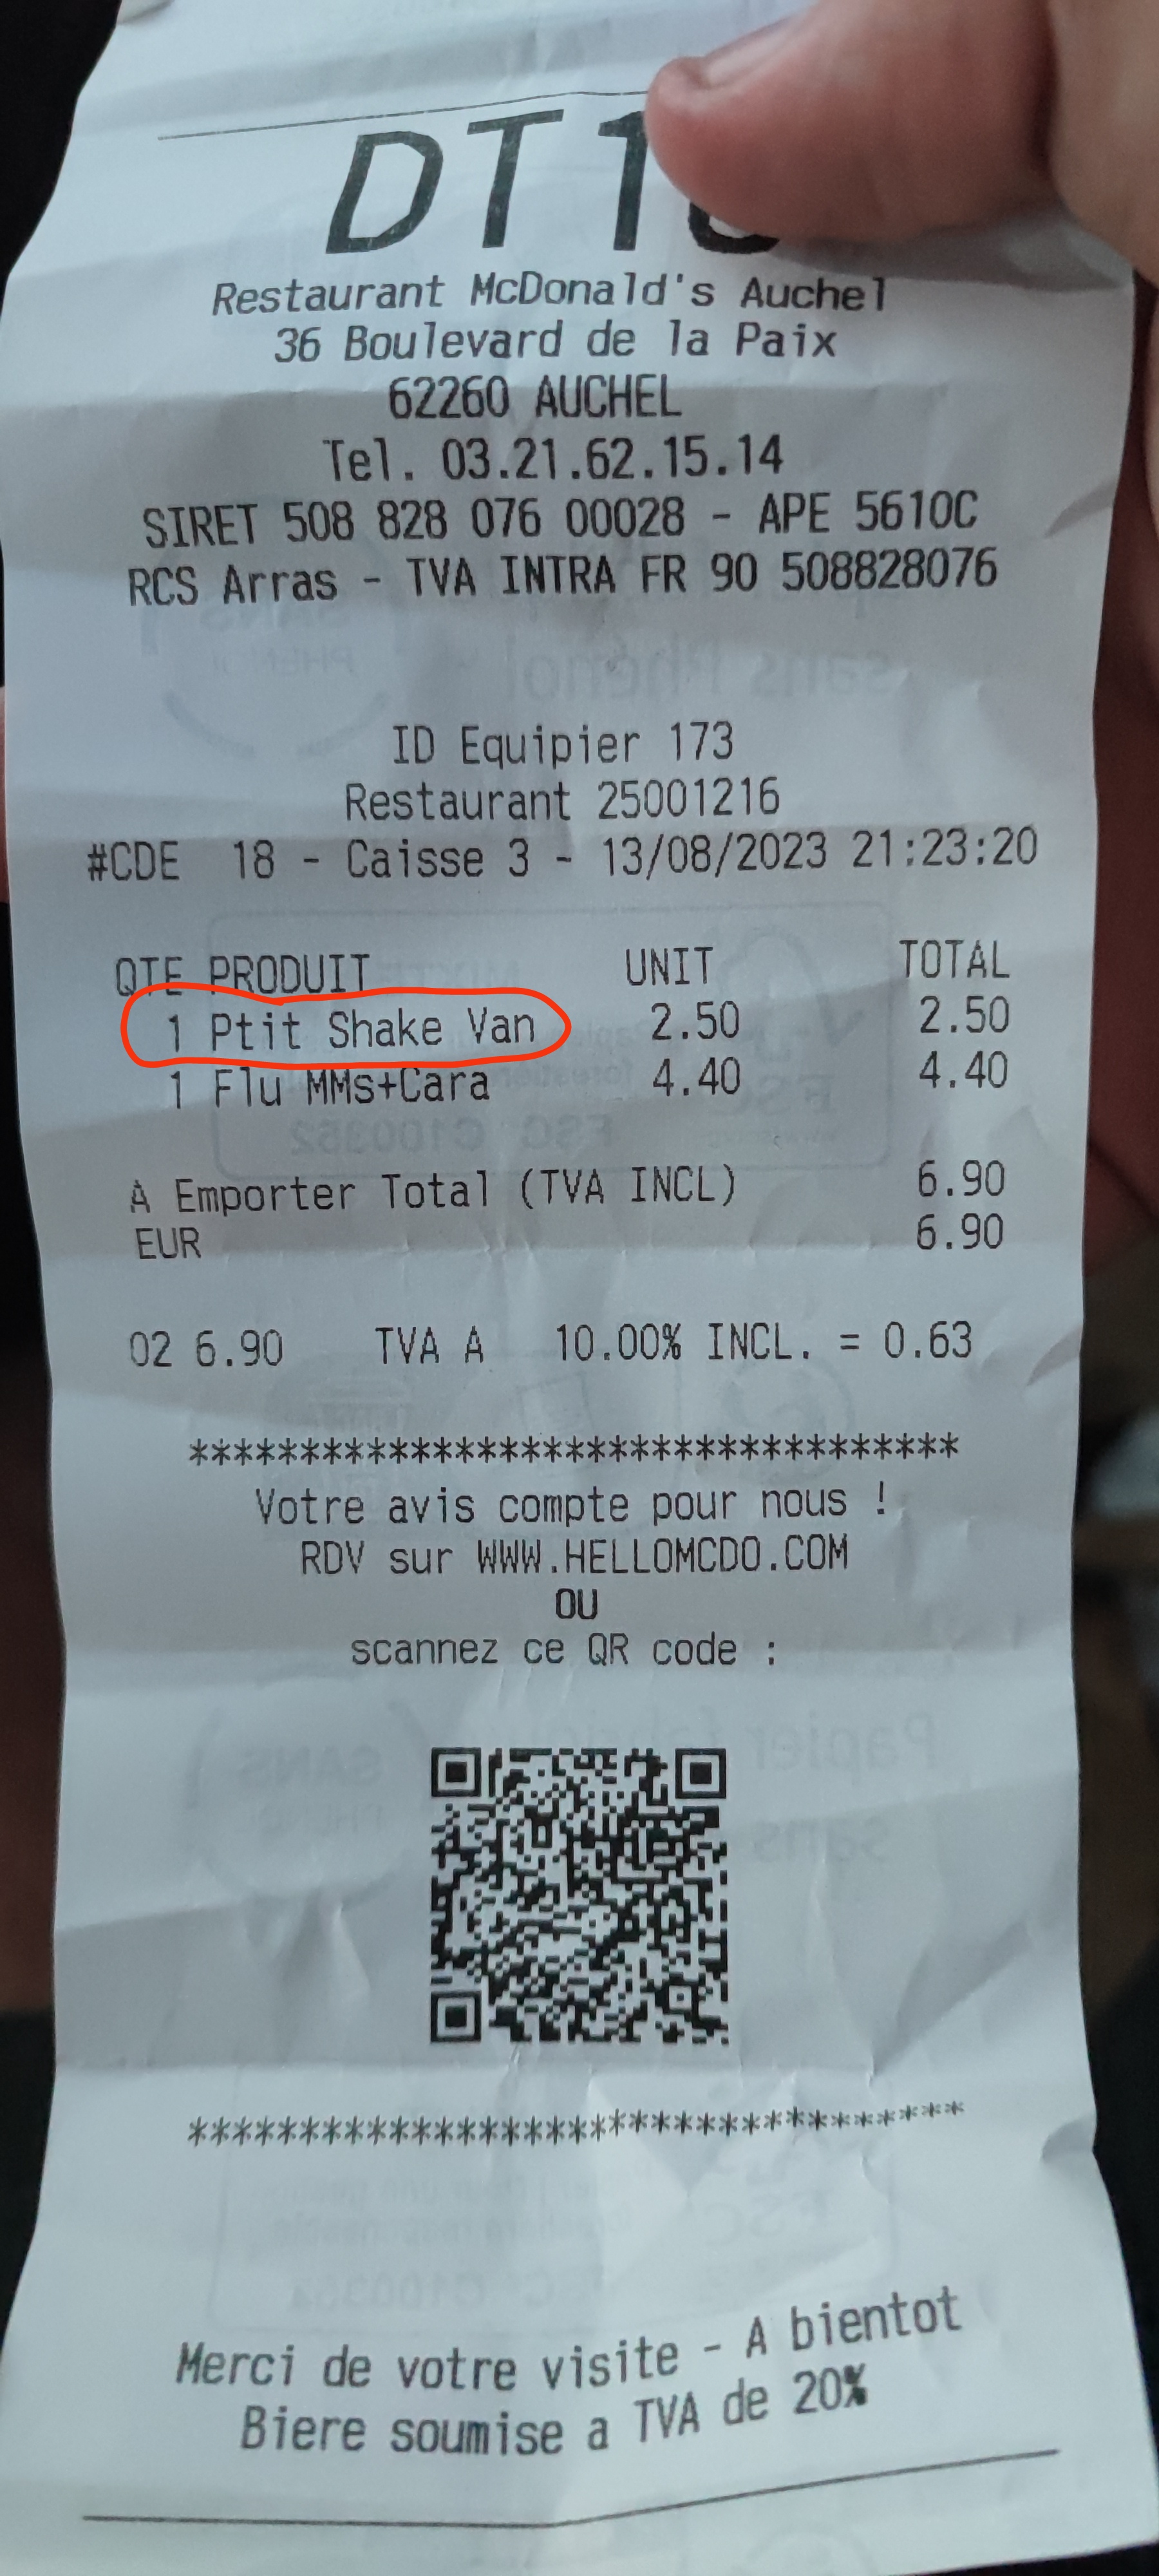 Restaurant McDonald's Auchel
36 Boulevard de la Paix
62260 AUCHEL
Tel. 03.21.62.15.14
SIRET 508 828 076 00028 - APE 5610C
RCS Arras - TVA INTRA FR 90 508828076
ID Equipier 173
Restaurant 25001216
#CDE 18 - Caisse 3 - 13/08/2023 21:23:20
QTE PRODUIT UNIT TOTAL
1 Ptit Shake Van 2.50 2.50
1 Flu MMs+Cara 4.40 4.40
A Emporter Total (TVA INCL) 6.90
EUR 6.90
02 6.90 TVA A 10.00% INCL. = 0.63
***********************************
Votre avis compte pour nous !
RDV sur WWW.HELLOMCDO.COM
OU
scannez ce QR code :
***********************************
Merci de votre visite - A bientot
Biere soumise a TVA de 20%